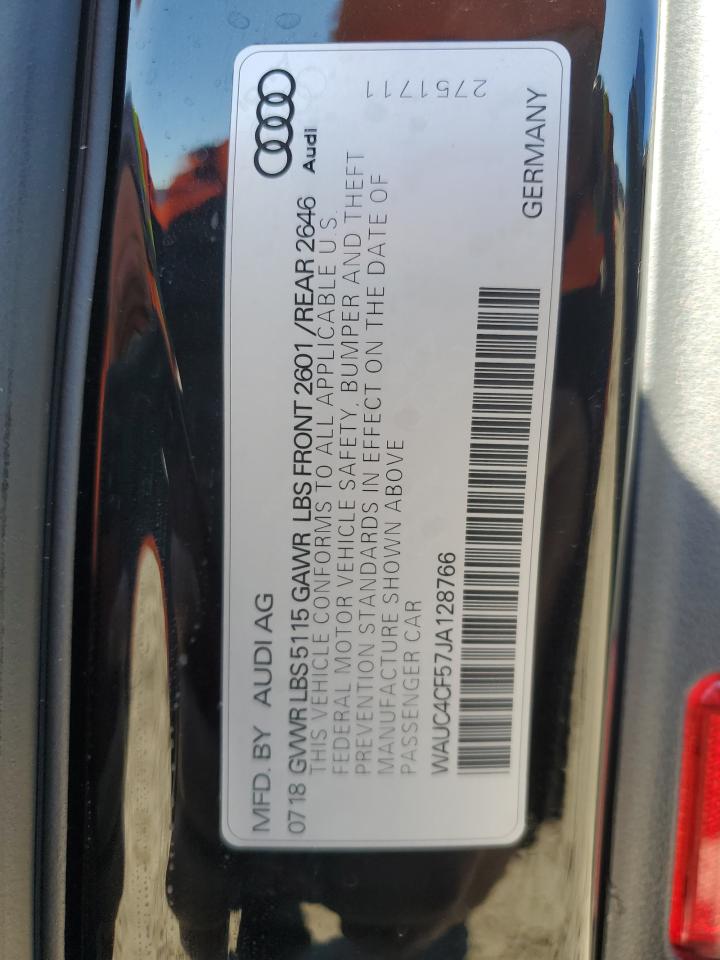 MFD. BY AUDI AG
Audi
0718 GVWR LBS 5115 GAWR LBS FRONT 2601 /REAR 2646
THIS VEHICLE CONFORMS TO ALL APPLICABLE U.S.
FEDERAL MOTOR VEHICLE SAFETY, BUMPER AND THEFT
PREVENTION STANDARDS IN EFFECT ON THE DATE OF
MANUFACTURE SHOWN ABOVE
PASSENGER CAR
WAUC4CF57JA128766
GERMANY
2751711